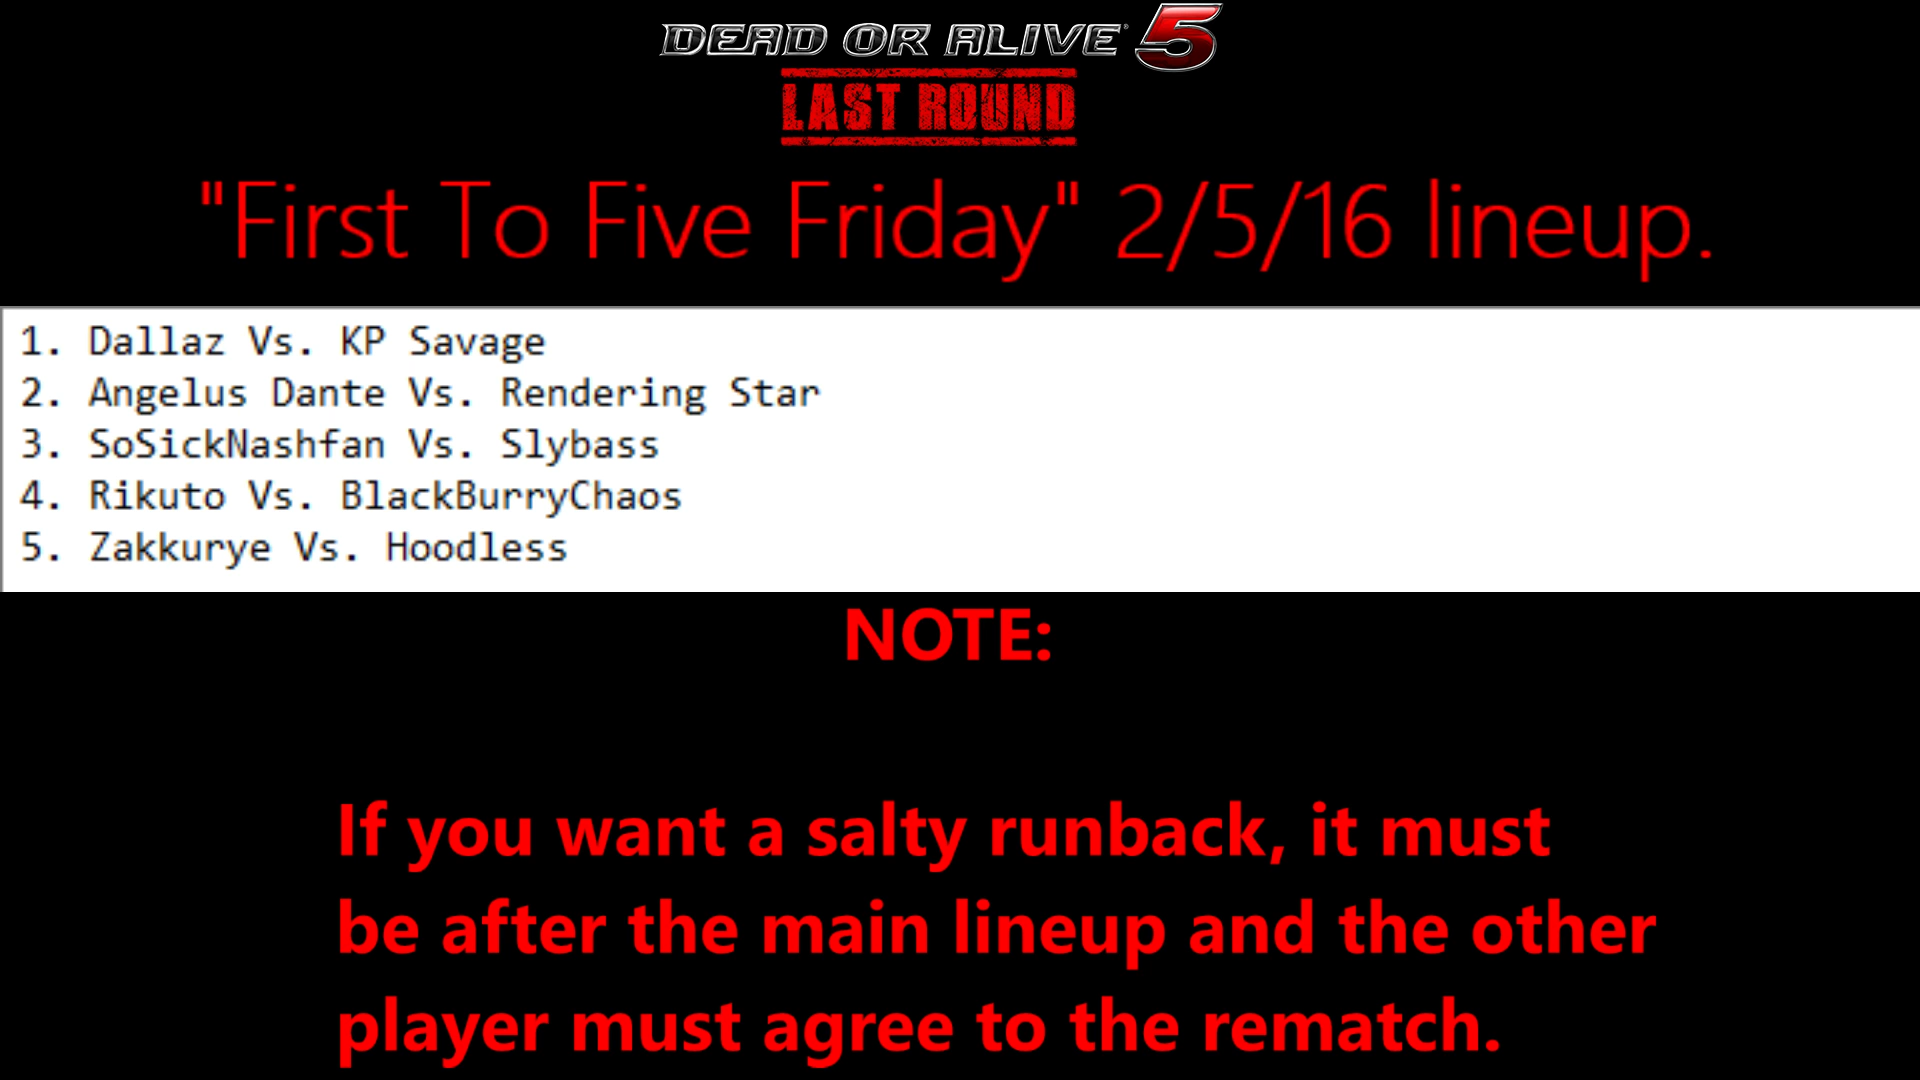 DEAD OR ALIVE 5
LAST ROUND
"First To Five Friday" 2/5/16 lineup.
1. Dallaz Vs. KP Savage
2. Angelus Dante Vs. Rendering Star
3. SoSickNashfan Vs. Slybass
4. Rikuto Vs. BlackBurryChaos
5. Zakkurye Vs. Hoodless
NOTE:
If you want a salty runback, it must
be after the main lineup and the other
player must agree to the rematch.